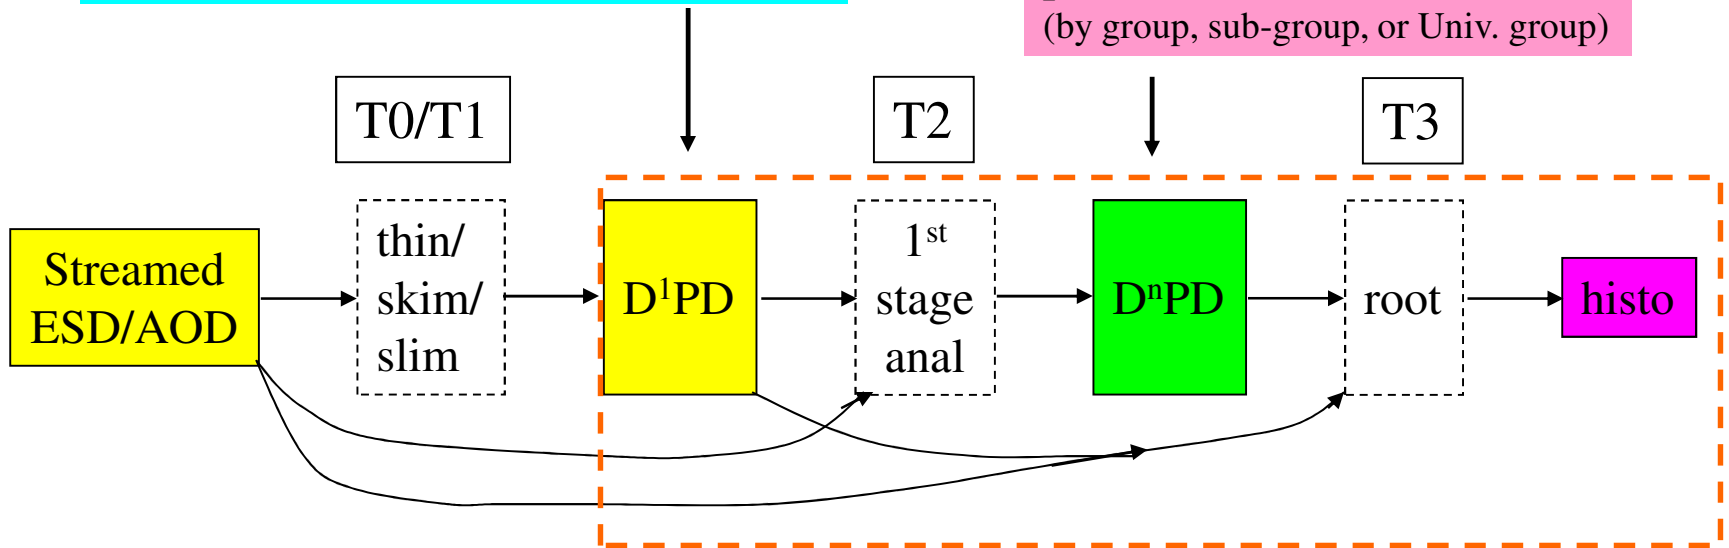 (by group, sub-group, or Univ. group)
T0/T1
T2
T3
Streamed
ESD/AOD
thin/
skim/
slim
D¹PD
1st
stage
anal
DⁿPD
root
histo